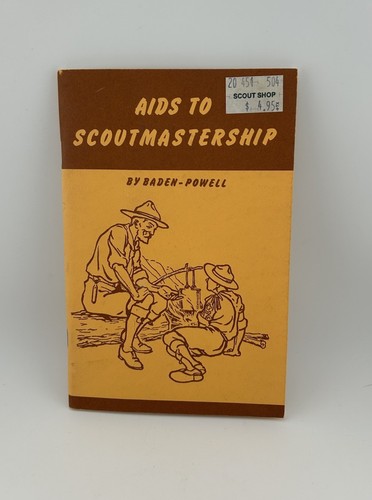 20 451 504
SCOUT SHOP
$ 4.95¢
AIDS TO
SCOUTMASTERSHIP
BY BADEN-POWELL